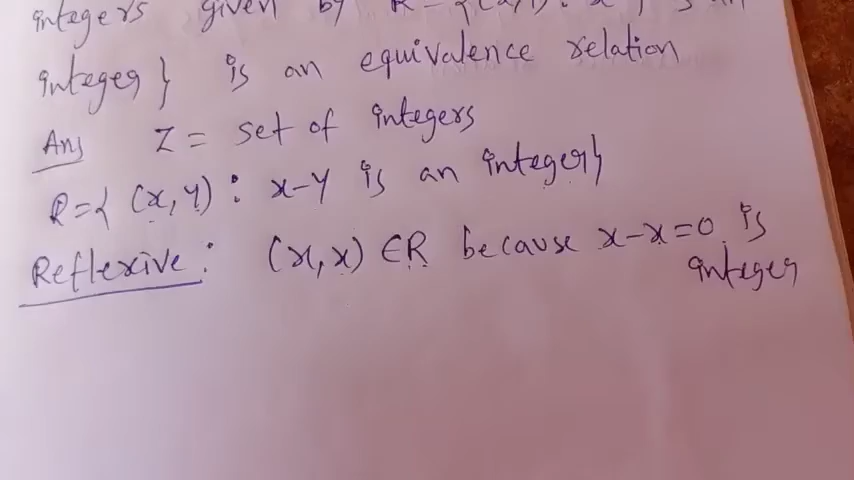 integers given by R = {(x,y): x
integer} is an equivalence relation
Ans Z = set of integers
R={ (x,y) : x-y is an integer}
Reflexive : (x,x) ∈R because x-x=0 is
integer